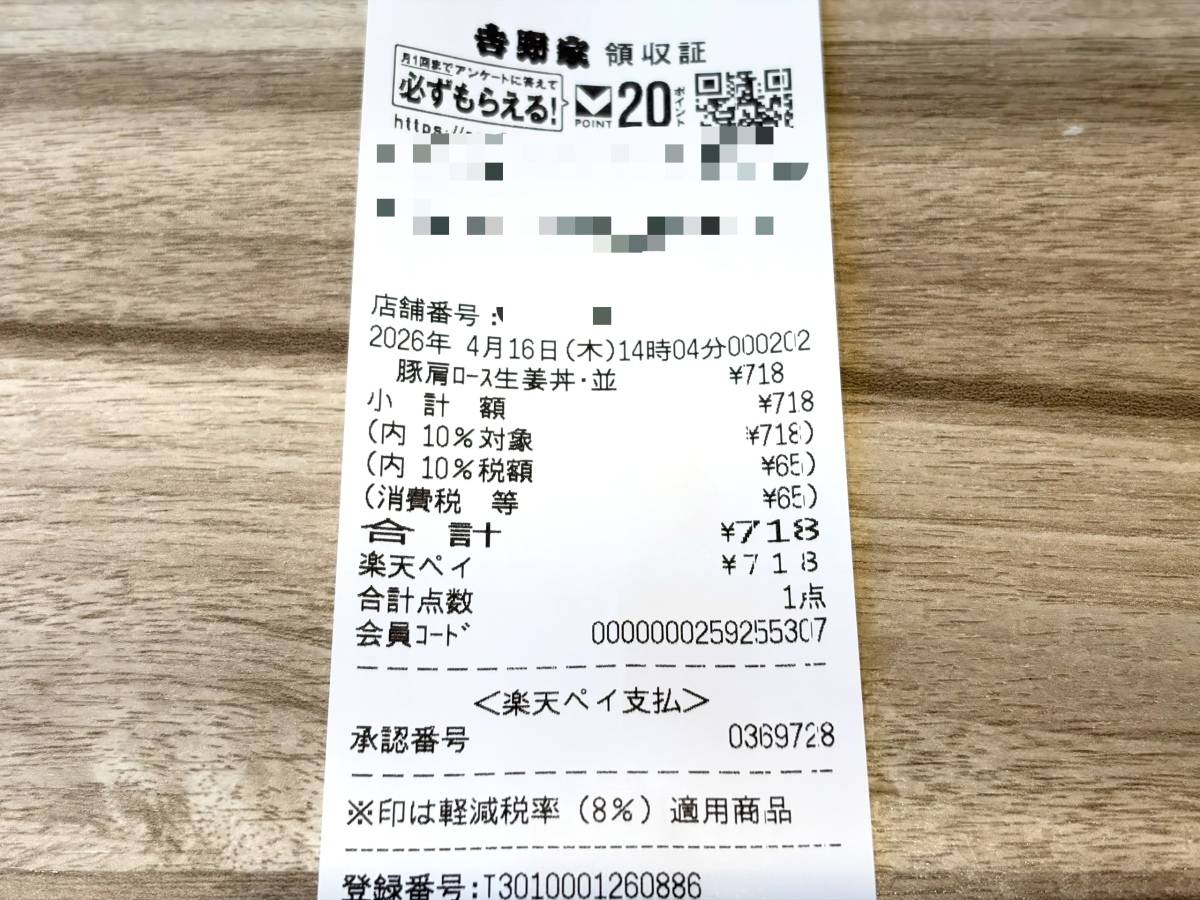 吉野家 領収証
月1回までアンケートに答えて
必ずもらえる!
POINT 20 ポイント
https://
店舗番号:
2026年 4月16日(木)14時04分000202
豚肩ロース生姜丼・並 ¥718
小 計 額 ¥718
(内 10%対象 ¥718)
(内 10%税額 ¥65)
(消費税 等 ¥65)
合 計 ¥718
楽天ペイ ¥718
合計点数 1点
会員コード 0000000259255307
<楽天ペイ支払>
承認番号 0369728
※印は軽減税率(8%)適用商品
登録番号:T3010001260886